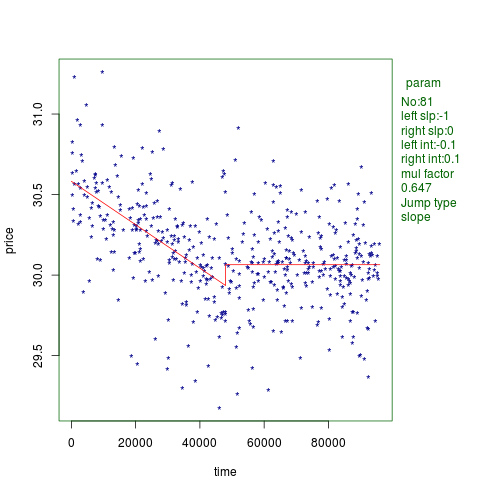 param
No:81
left slp:-1
right slp:0
left int:-0.1
right int:0.1
mul factor
0.647
Jump type
slope
31.0
30.5
30.0
29.5
price
0 20000 40000 60000 80000
time